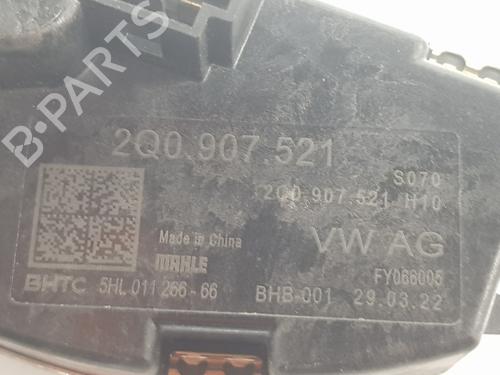 B-PARTS
2Q0.907.521
S070
2Q0.907.521 H10
Made in China
VW AG
MAHLE
FY066005
BHTC 5HL 011 266-66 BHB-001 29.03.22